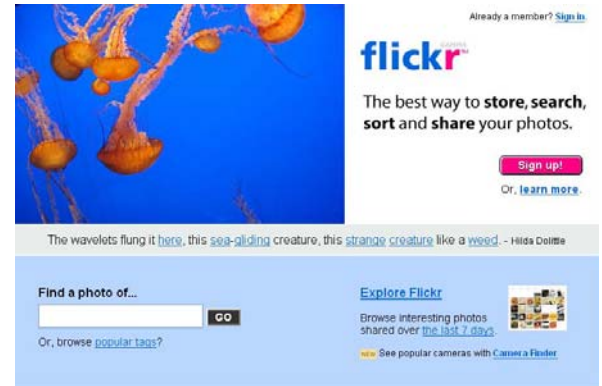 Already a member? Sign in.
flickr
The best way to store, search,
sort and share your photos.
Sign up!
Or, learn more.
The wavelets flung it here, this sea-gliding creature, this strange creature like a weed. - Hilda Dolittle
Find a photo of...
GO
Or, browse popular tags?
Explore Flickr
Browse interesting photos
shared over the last 7 days.
NEW See popular cameras with Camera Finder